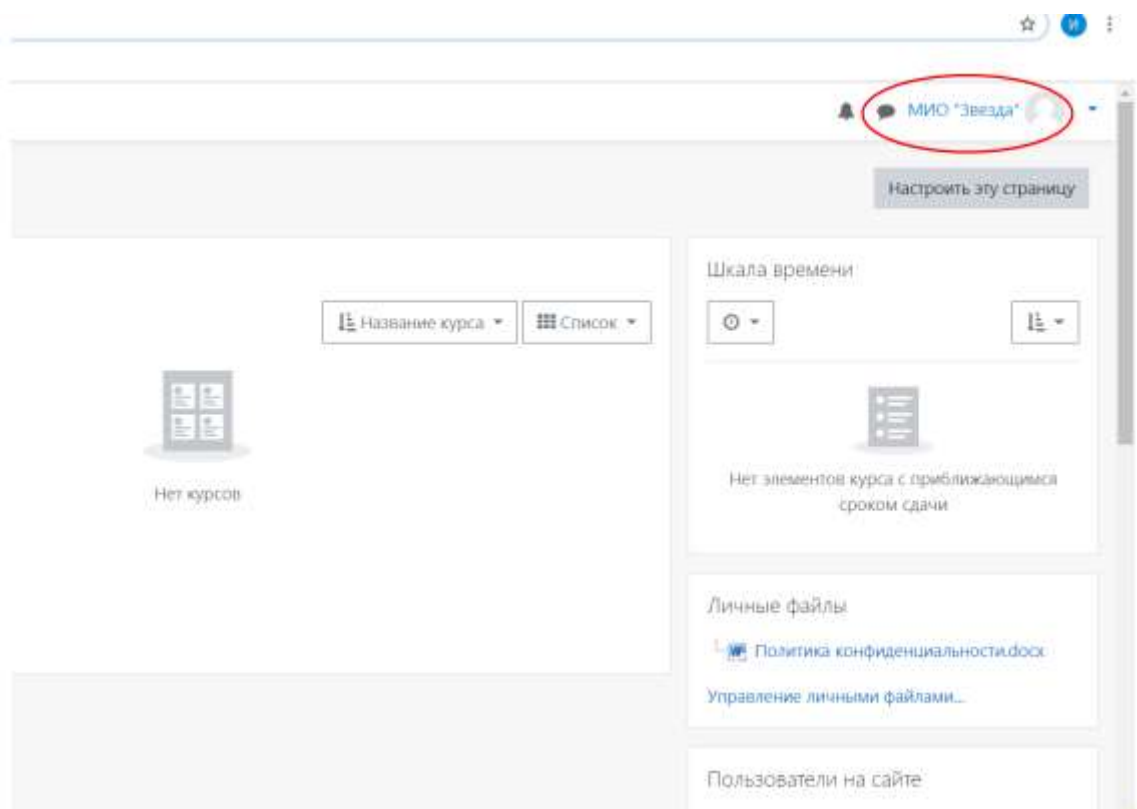 И
МИО "Звезда"
Настроить эту страницу
Название курса
Список
Нет курсов
Шкала времени
Нет элементов курса с приближающимся
сроком сдачи
Личные файлы
Политика конфиденциальности.docx
Управление личными файлами...
Пользователи на сайте